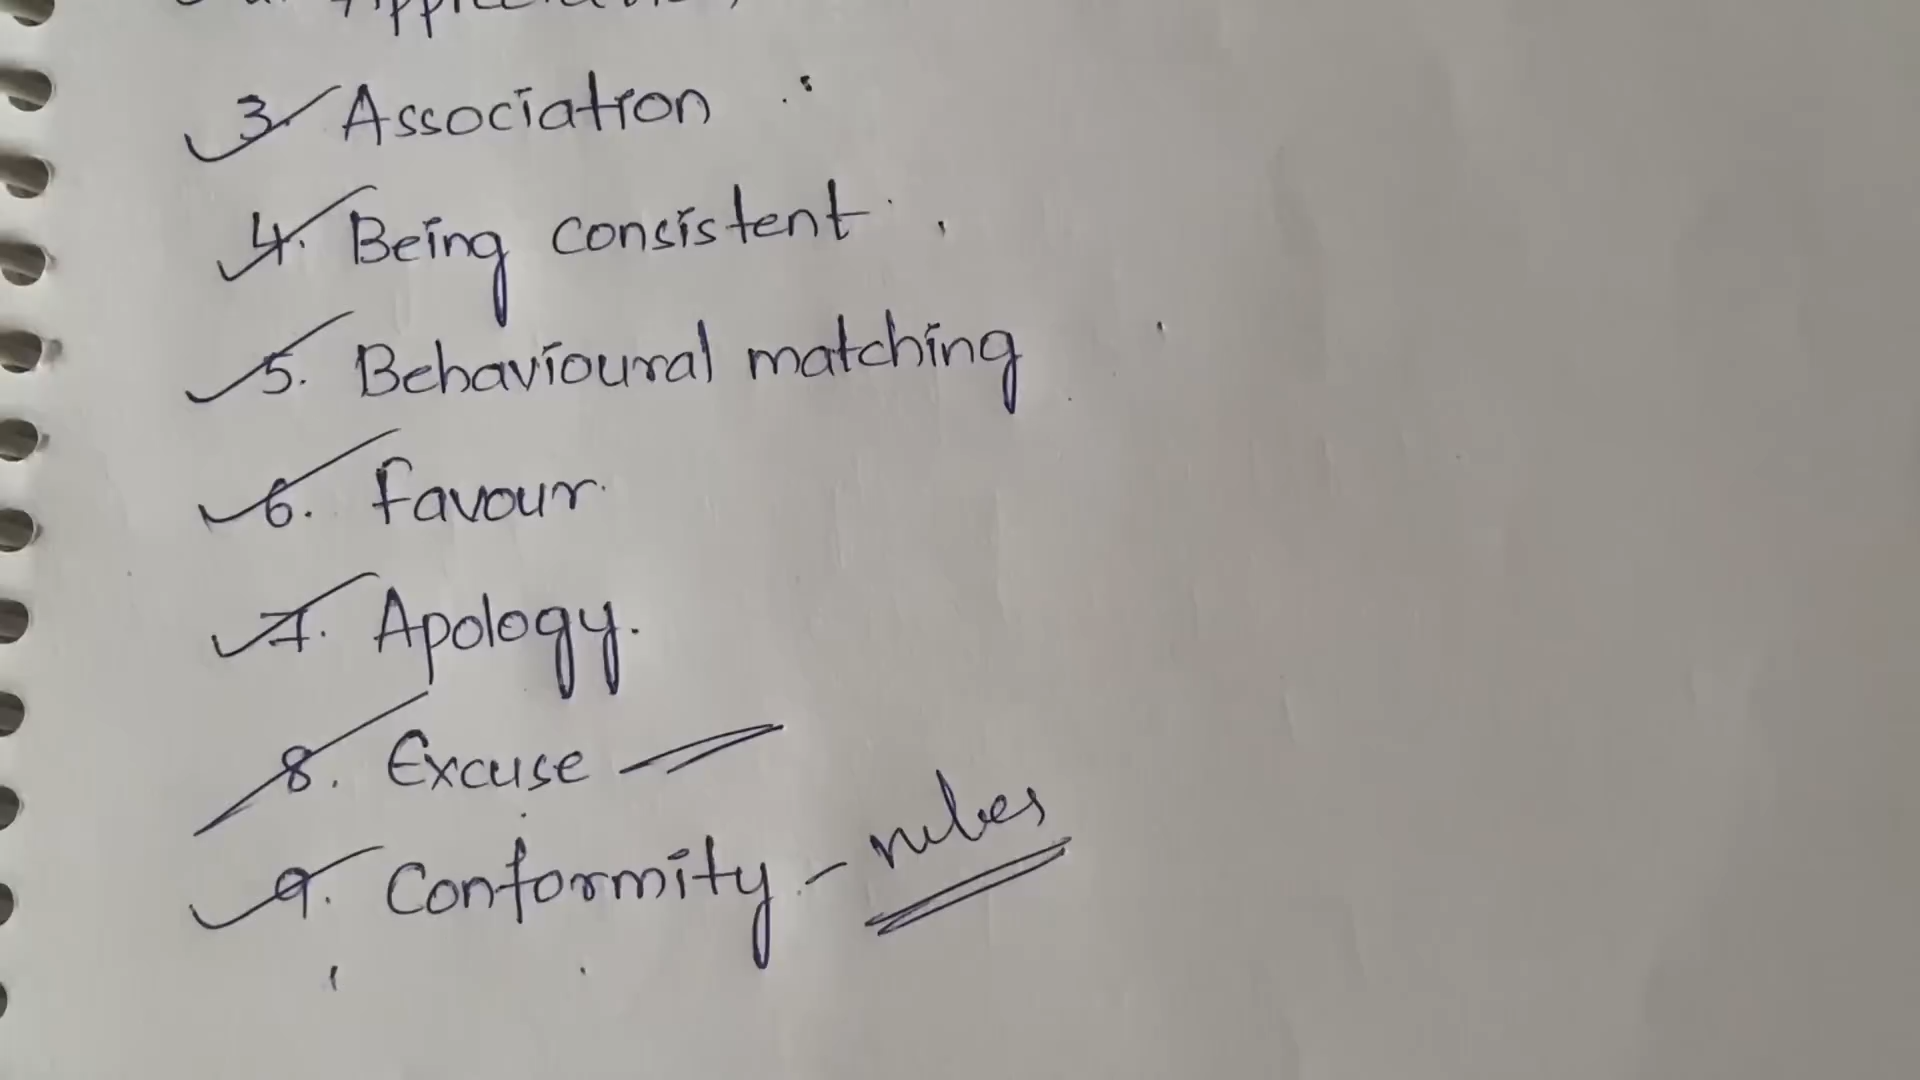 3. Association
4. Being consistent
5. Behavioural matching
6. Favour
7. Apology.
8. Excuse
9. Conformity - rules